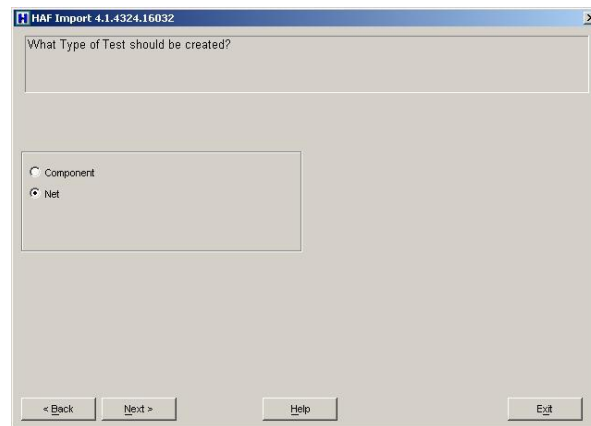 HAF Import 4.1.4324.16032
What Type of Test should be created?
Component
Net
< Back
Next >
Help
Exit